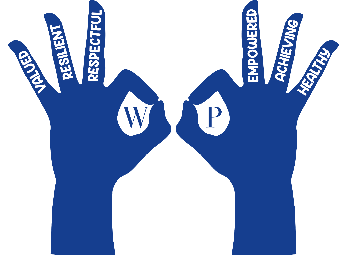 VALUED
RESILIENT
RESPECTFUL
W
P
EMPOWERED
ACHIEVING
HEALTHY